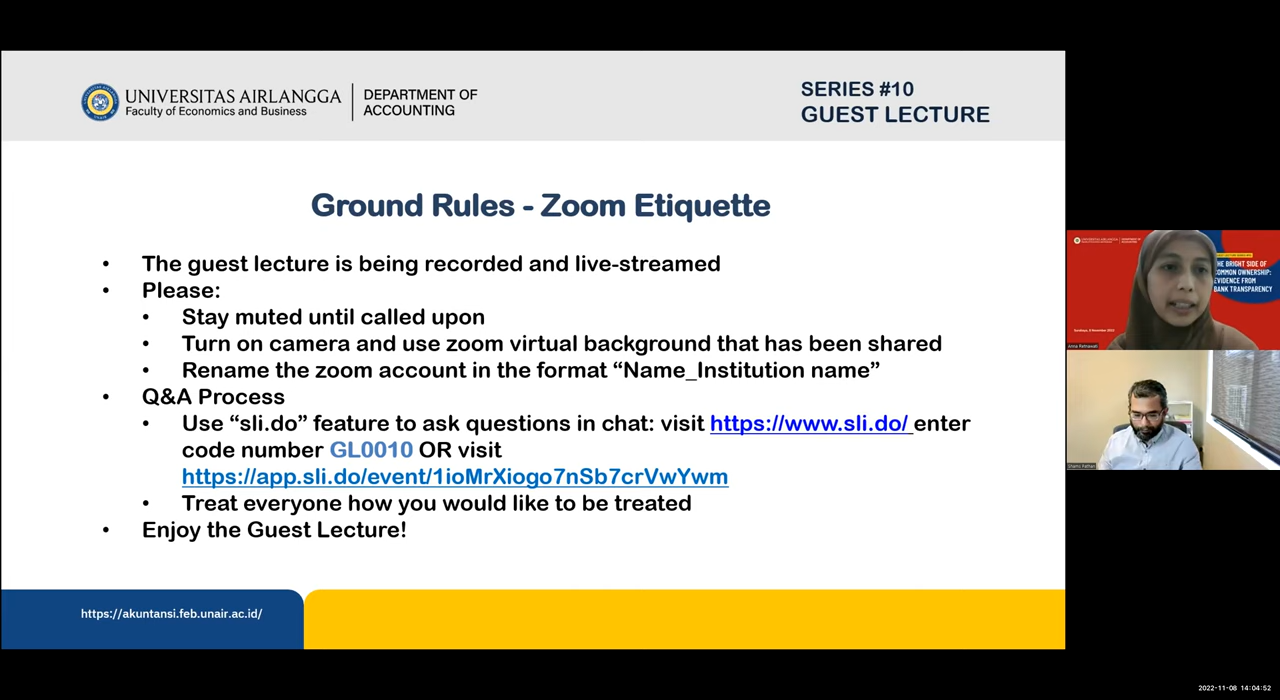 UNIVERSITAS AIRLANGGA
Faculty of Economics and Business
DEPARTMENT OF
ACCOUNTING
SERIES #10
GUEST LECTURE
Ground Rules - Zoom Etiquette
• The guest lecture is being recorded and live-streamed
• Please:
• Stay muted until called upon
• Turn on camera and use zoom virtual background that has been shared
• Rename the zoom account in the format “Name_Institution name”
• Q&A Process
• Use “sli.do” feature to ask questions in chat: visit https://www.sli.do/ enter
code number GL0010 OR visit
https://app.sli.do/event/1ioMrXiogo7nSb7crVwYwm
• Treat everyone how you would like to be treated
• Enjoy the Guest Lecture!
https://akuntansi.feb.unair.ac.id/
UNIVERSITAS AIRLANGGA
HE BRIGHT SIDE OF
OMMON OWNERSHIP:
EVIDENCE FROM
BANK TRANSPARENCY
2022-11-08 14:04:52